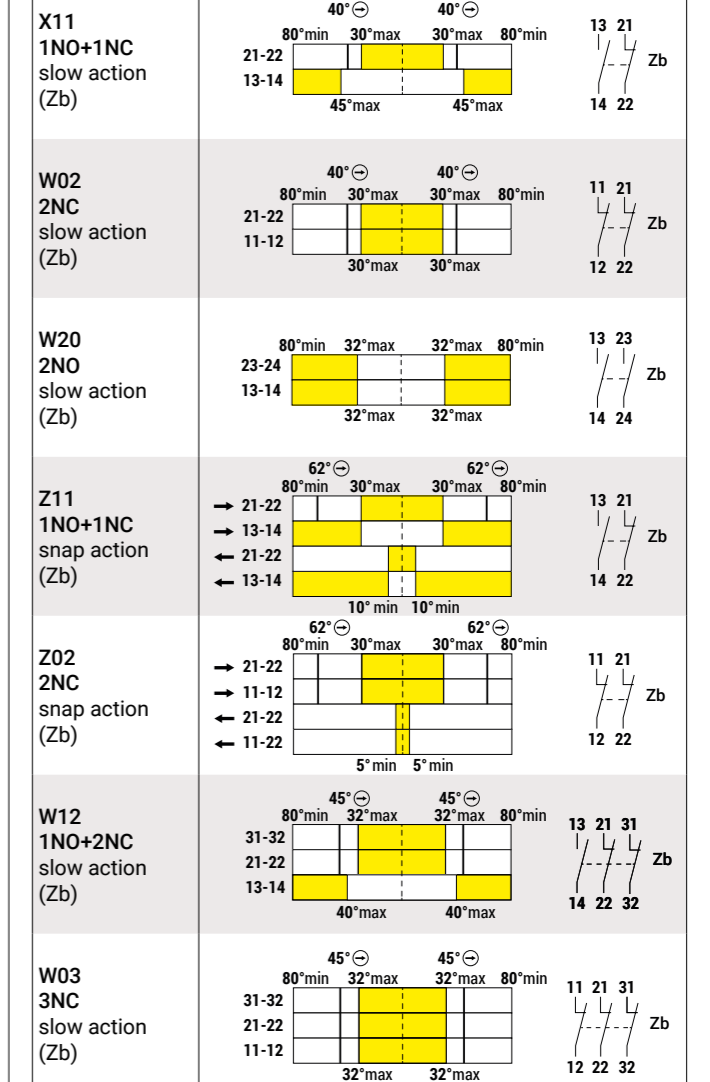 X11
1NO+1NC
slow action
(Zb)
40° 40°
80°min 30°max 30°max 80°min
21-22
13-14
45°max 45°max
13 21
Zb
14 22
W02
2NC
slow action
(Zb)
40° 40°
80°min 30°max 30°max 80°min
21-22
11-12
30°max 30°max
11 21
Zb
12 22
W20
2NO
slow action
(Zb)
80°min 32°max 32°max 80°min
23-24
13-14
32°max 32°max
13 23
Zb
14 24
Z11
1NO+1NC
snap action
(Zb)
62° 62°
80°min 30°max 30°max 80°min
→ 21-22
→ 13-14
← 21-22
← 13-14
10°min 10°min
13 21
Zb
14 22
Z02
2NC
snap action
(Zb)
62° 62°
80°min 30°max 30°max 80°min
→ 21-22
→ 11-12
← 21-22
← 11-22
5°min 5°min
11 21
Zb
12 22
W12
1NO+2NC
slow action
(Zb)
45° 45°
80°min 32°max 32°max 80°min
31-32
21-22
13-14
40°max 40°max
13 21 31
Zb
14 22 32
W03
3NC
slow action
(Zb)
45° 45°
80°min 32°max 32°max 80°min
31-32
21-22
11-12
32°max 32°max
11 21 31
Zb
12 22 32